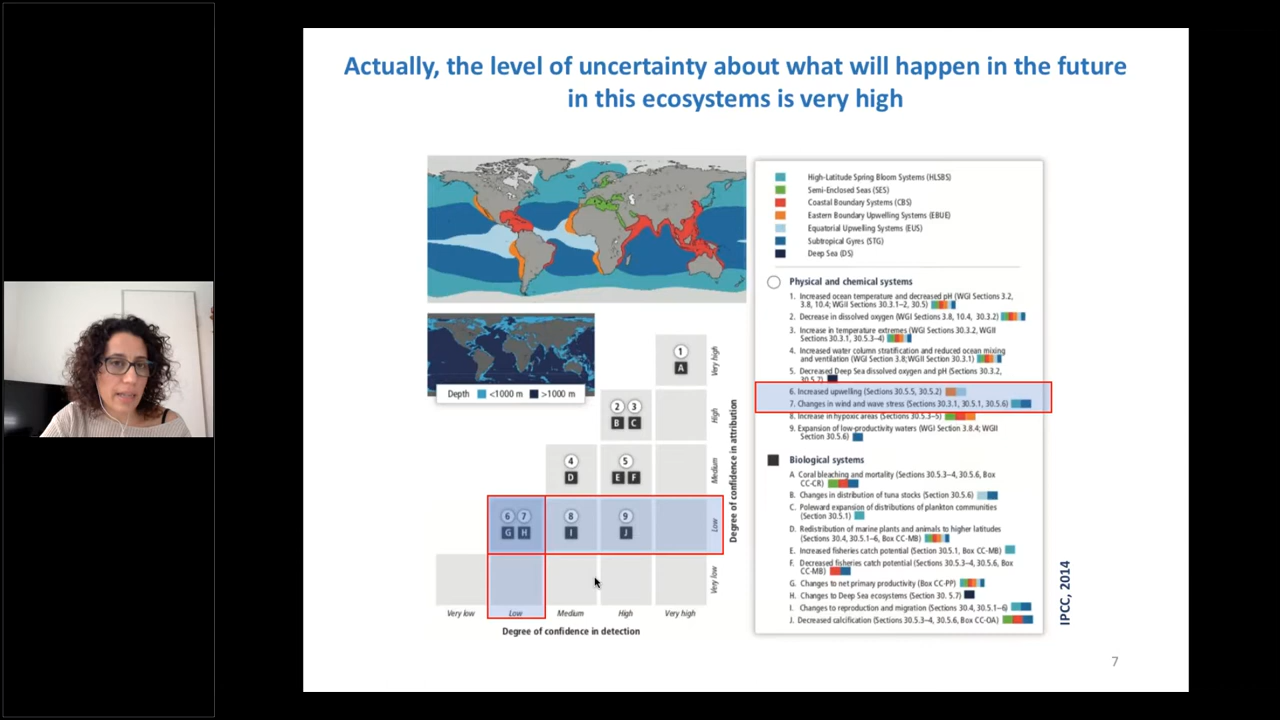 Actually, the level of uncertainty about what will happen in the future
in this ecosystems is very high
High-Latitude Spring Bloom Systems (HLSBS)
Semi-Enclosed Seas (SES)
Coastal Boundary Systems (CBS)
Eastern Boundary Upwelling Systems (EBUE)
Equatorial Upwelling Systems (EUS)
Subtropical Gyres (STG)
Deep Sea (DS)
Physical and chemical systems
1. Increased ocean temperature and decreased pH (WGI Sections 3.2,
3.8, 10.4; WGII Sections 30.3.1–2, 30.5)
2. Decrease in dissolved oxygen (WGI Sections 3.8, 10.4, 30.3.2)
3. Increase in temperature extremes (WGI Sections 30.3.2, WGII
Sections 30.3.1, 30.5.3–4)
4. Increased water column stratification and reduced ocean mixing
and ventilation (WGI Section 3.8; WGII Section 30.3.1)
5. Decreased Deep Sea dissolved oxygen and pH (Sections 30.3.2,
30.5.7)
6. Increased upwelling (Sections 30.5.5, 30.5.2)
7. Changes in wind and wave stress (Sections 30.3.1, 30.5.1, 30.5.6)
8. Increase in hypoxic areas (Sections 30.5.3–5)
9. Expansion of low-productivity waters (WGI Section 3.8.4; WGII
Section 30.5.6)
Biological systems
A Coral bleaching and mortality (Sections 30.5.3–4, 30.5.6, Box
CC-CR)
B. Changes in distribution of tuna stocks (Section 30.5.6)
C. Poleward expansion of distributions of plankton communities
(Section 30.5.1)
D. Redistribution of marine plants and animals to higher latitudes
(Sections 30.4, 30.5.1–6, Box CC-MB)
E. Increased fisheries catch potential (Section 30.5.1, Box CC-MB)
F. Decreased fisheries catch potential (Sections 30.5.3–4, 30.5.6, Box
CC-MB)
G. Changes to net primary productivity (Box CC-PP)
H. Changes to Deep Sea ecosystems (Section 30. 5.7)
I. Changes to reproduction and migration (Sections 30.4, 30.5.1–6)
J. Decreased calcification (Sections 30.5.3–4, 30.5.6, Box CC-OA)
Depth <1000 m >1000 m
1
A
Very high
2 3
B C
High
4 5
D E F
Medium
6 7 8 9
G H I J
Low
Very low
Degree of confidence in attribution
Very low Low Medium High Very high
Degree of confidence in detection
IPCC, 2014
7